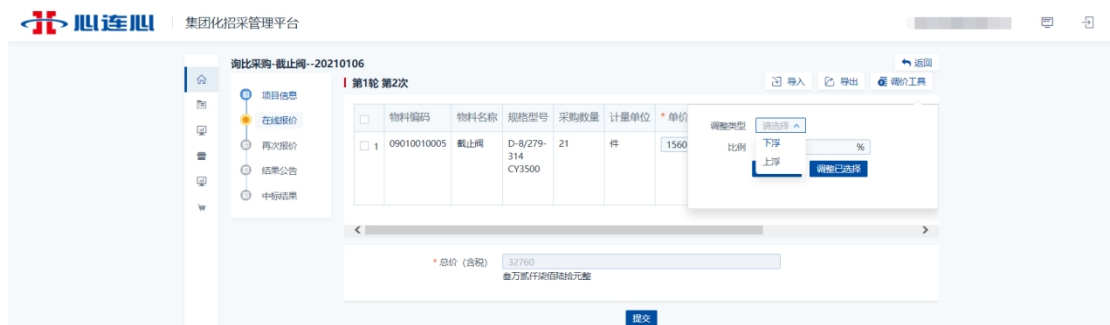 心连心 集团化招采管理平台
询比采购-截止阀--20210106
返回
第1轮 第2次
导入 导出 调价工具
项目信息
在线报价
再次报价
结果公告
中标结果
物料编码 物料名称 规格型号 采购数量 计量单位 * 单价
1 09010010005 截止阀 D-8/279-314 CY3500 21 件 1560
调整类型 请选择
比例 %
下浮
上浮
调整已选择
* 总价 (含税) 32760
叁万贰仟柒佰陆拾元整
提交